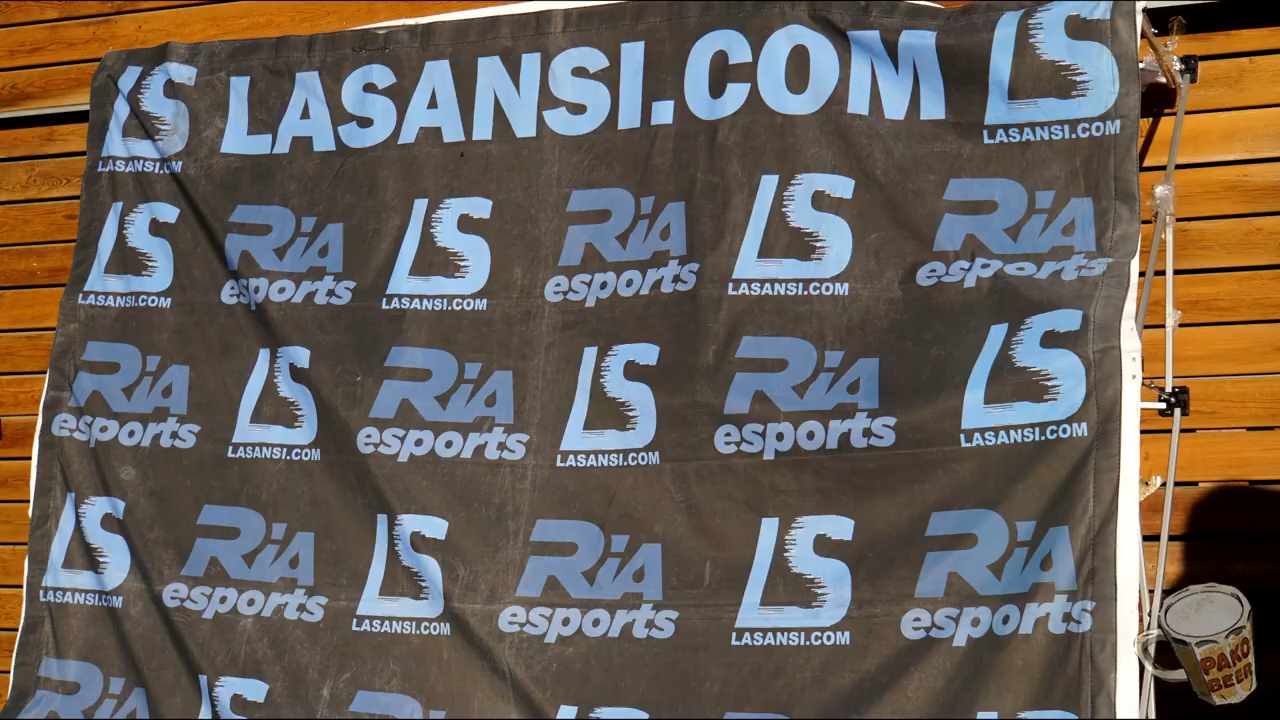 LS LASANSI.COM LS
LASANSI.COM LASANSI.COM
LS RiA LS RiA LS RiA
LASANSI.COM esports LASANSI.COM esports LASANSI.COM esports
RiA LS RiA LS RiA LS
esports LASANSI.COM esports LASANSI.COM esports LASANSI.COM
LS RiA LS RiA LS RiA
LASANSI.COM esports LASANSI.COM esports LASANSI.COM esports
RiA LS
PAKO
BEER